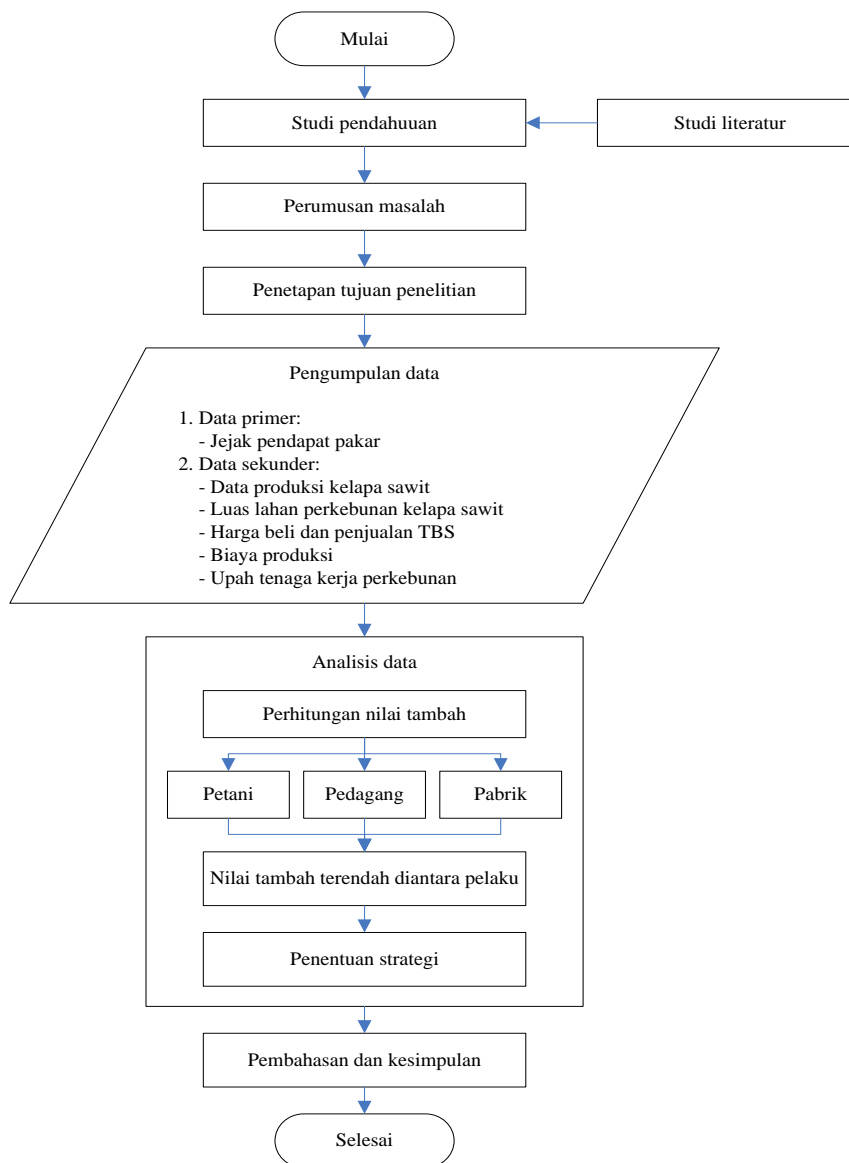 Mulai
Studi pendahuuan
Studi literatur
Perumusan masalah
Penetapan tujuan penelitian
Pengumpulan data
1. Data primer:
- Jejak pendapat pakar
2. Data sekunder:
- Data produksi kelapa sawit
- Luas lahan perkebunan kelapa sawit
- Harga beli dan penjualan TBS
- Biaya produksi
- Upah tenaga kerja perkebunan
Analisis data
Perhitungan nilai tambah
Petani
Pedagang
Pabrik
Nilai tambah terendah diantara pelaku
Penentuan strategi
Pembahasan dan kesimpulan
Selesai